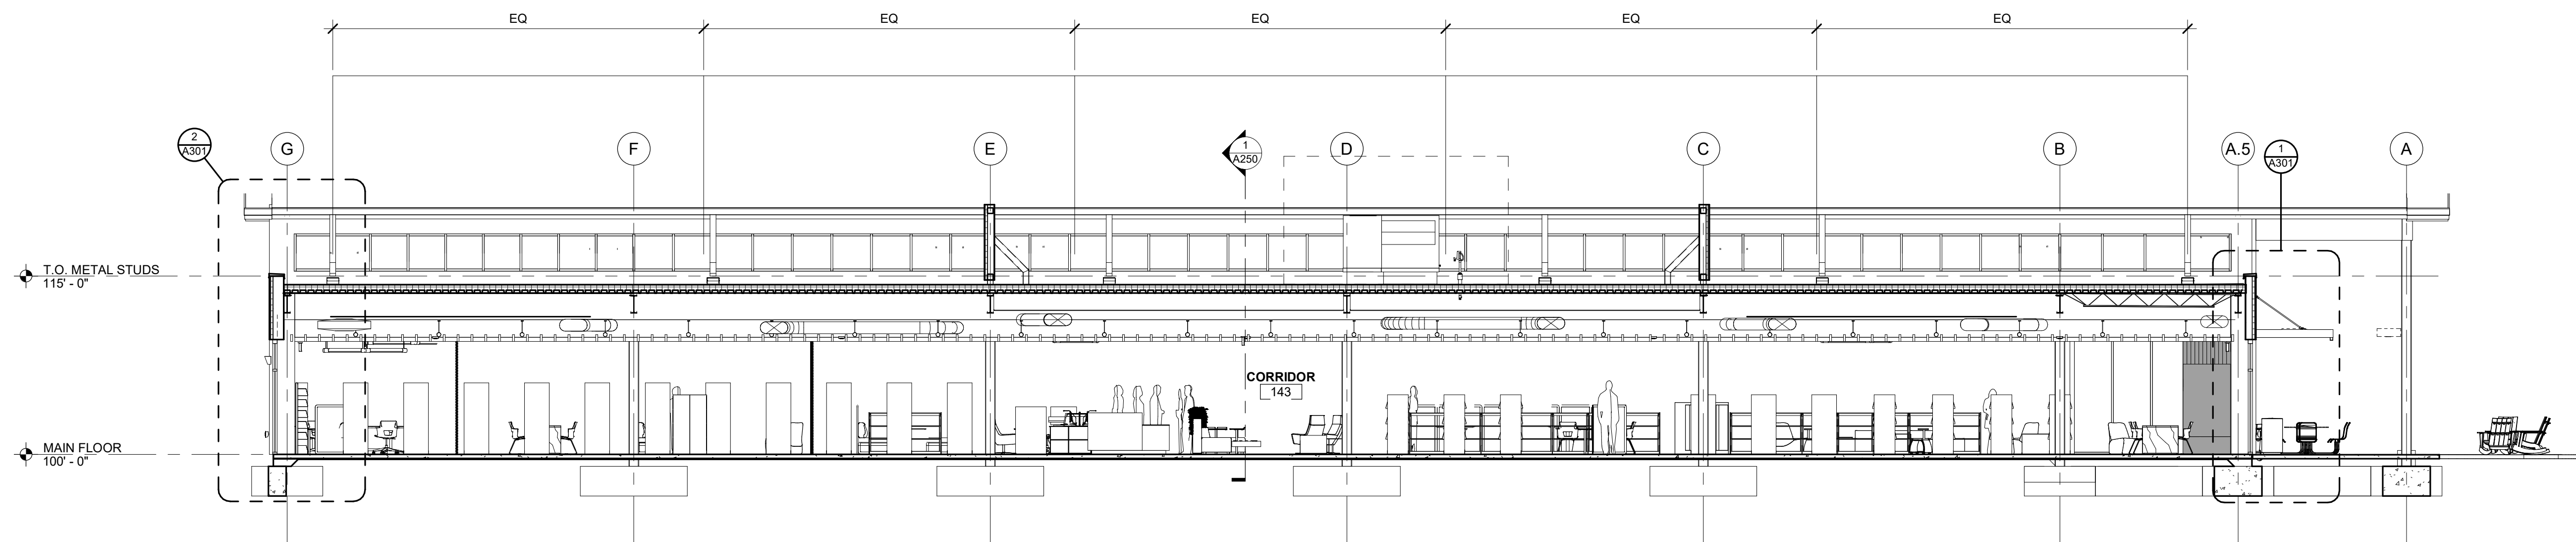 EQ EQ EQ EQ EQ
2
A301
G
F
E
1
A250
D
C
B
A.5
1
A301
A
T.O. METAL STUDS
115' - 0"
CORRIDOR
143
MAIN FLOOR
100' - 0"